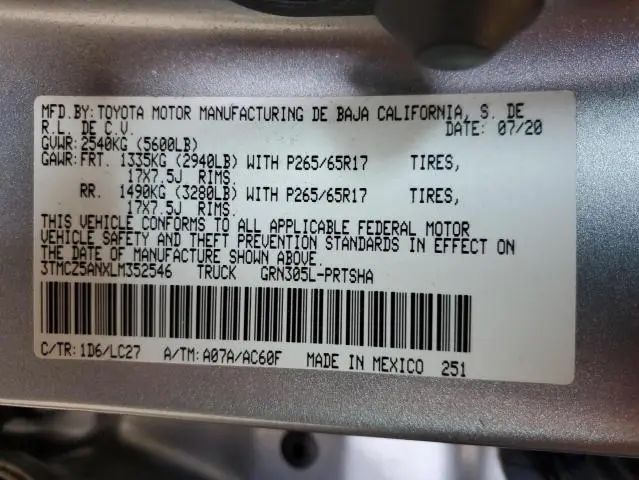 MFD.BY:TOYOTA MOTOR MANUFACTURING DE BAJA CALIFORNIA, S. DE
R.L. DE C.V. DATE: 07/20
GVWR: 2540KG (5600LB)
GAWR:FRT. 1335KG (2940LB) WITH P265/65R17 TIRES,
17X7.5J RIMS.
RR. 1490KG (3280LB) WITH P265/65R17 TIRES,
17X7.5J RIMS.
THIS VEHICLE CONFORMS TO ALL APPLICABLE FEDERAL MOTOR
VEHICLE SAFETY AND THEFT PREVENTION STANDARDS IN EFFECT ON
THE DATE OF MANUFACTURE SHOWN ABOVE.
3TMCZ5ANXLM352546 TRUCK GRN305L-PRTSHA
C/TR:1D6/LC27 A/TM:A07A/AC60F MADE IN MEXICO 251